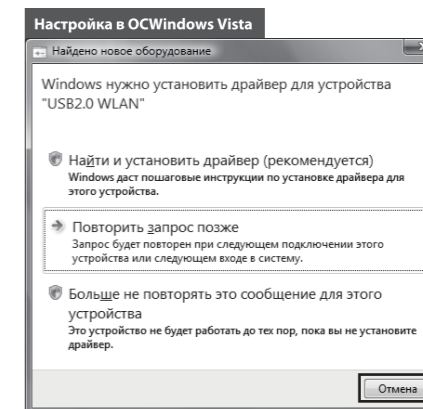 Настройка в ОСWindows Vista
Найдено новое оборудование
Windows нужно установить драйвер для устройства
"USB2.0 WLAN"
Найти и установить драйвер (рекомендуется)
Windows даст пошаговые инструкции по установке драйвера для
этого устройства.
Повторить запрос позже
Запрос будет повторен при следующем подключении этого
устройства или следующем входе в систему.
Больше не повторять это сообщение для этого
устройства
Это устройство не будет работать до тех пор, пока вы не установите
драйвер.
Отмена